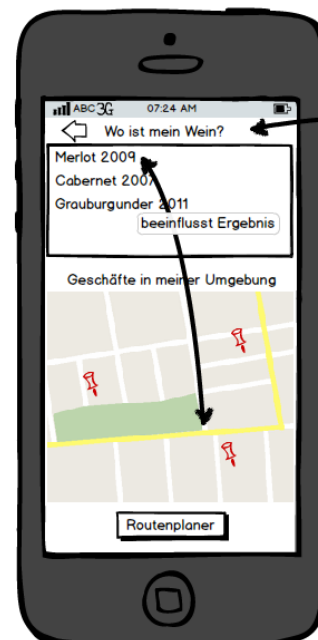 ABC 3G 07:24 AM
Wo ist mein Wein?
Merlot 2009
Cabernet 2007
Grauburgunder 2011
beeinflusst Ergebnis
Geschäfte in meiner Umgebung
Routenplaner